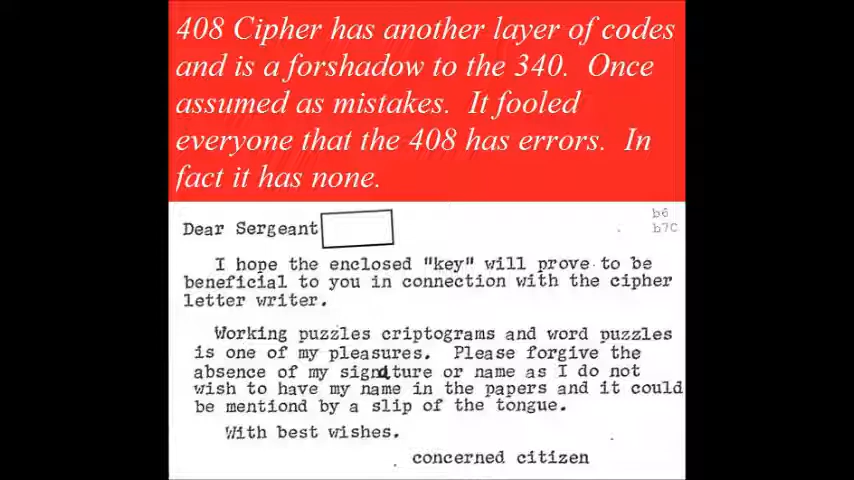 408 Cipher has another layer of codes
and is a forshadow to the 340.  Once
assumed as mistakes.  It fooled
everyone that the 408 has errors.  In
fact it has none.
Dear Sergeant
b6
b7C
I hope the enclosed "key" will prove to be
beneficial to you in connection with the cipher
letter writer.
Working puzzles criptograms and word puzzles
is one of my pleasures.  Please forgive the
absence of my signature or name as I do not
wish to have my name in the papers and it could
be mentiond by a slip of the tongue.
With best wishes.
concerned citizen